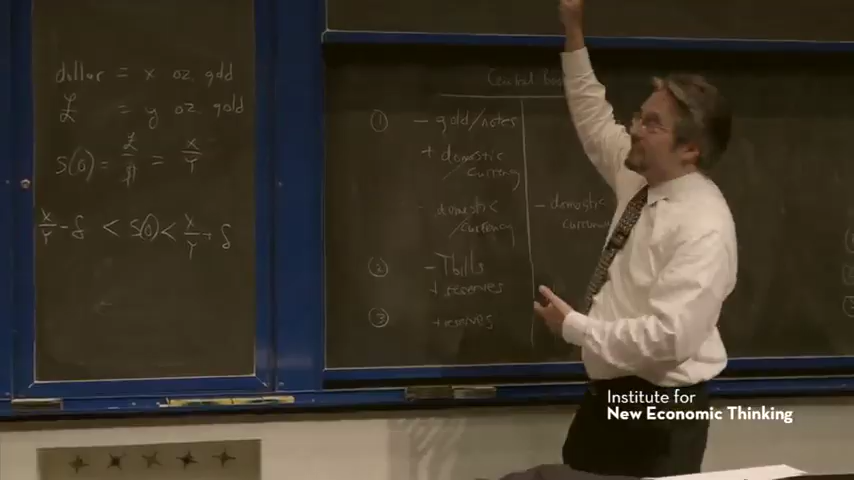 dollar = x oz. gold
£ = y oz gold
S(0) = £/$ = x/y
x/y - δ < S(0) < x/y + δ
Central
① - gold/notes
+ domestic
/currency
domestic
/currency
- domestic
currency
② - Tbills
+ reserves
③ + reserves
Institute for
New Economic Thinking